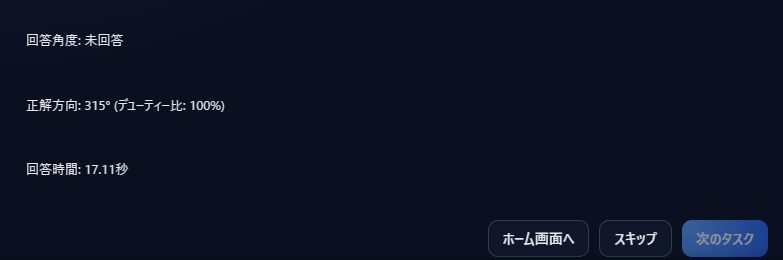 回答角度: 未回答
正解方向: 315° (デューティー比: 100%)
回答時間: 17.11秒
ホーム画面へ スキップ 次のタスク